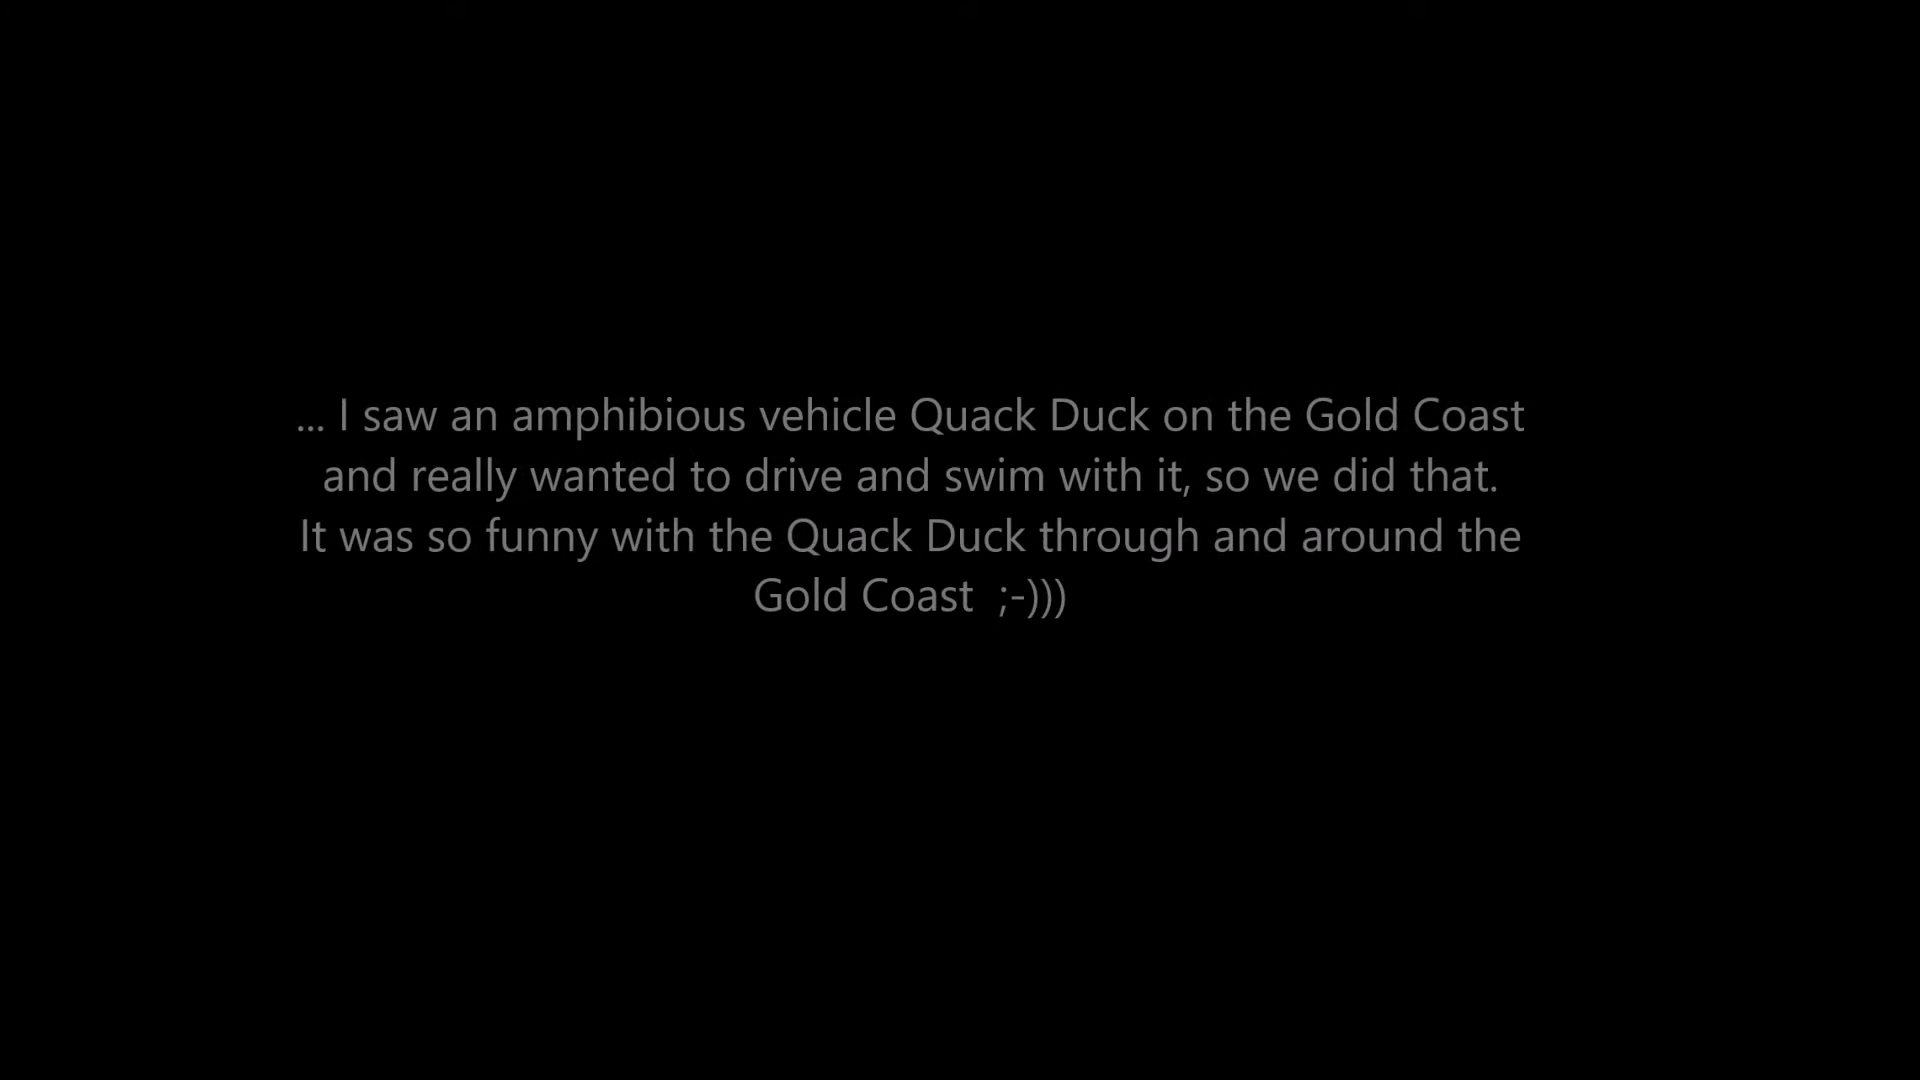 ... I saw an amphibious vehicle Quack Duck on the Gold Coast
and really wanted to drive and swim with it, so we did that.
It was so funny with the Quack Duck through and around the
Gold Coast  ;-)))